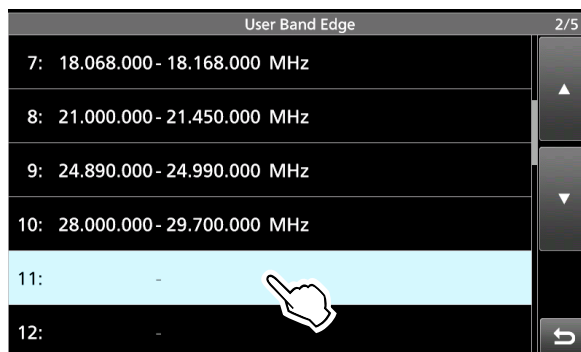 User Band Edge 2/5
7: 18.068.000 - 18.168.000 MHz
8: 21.000.000 - 21.450.000 MHz
9: 24.890.000 - 24.990.000 MHz
10: 28.000.000 - 29.700.000 MHz
11: -
12: -